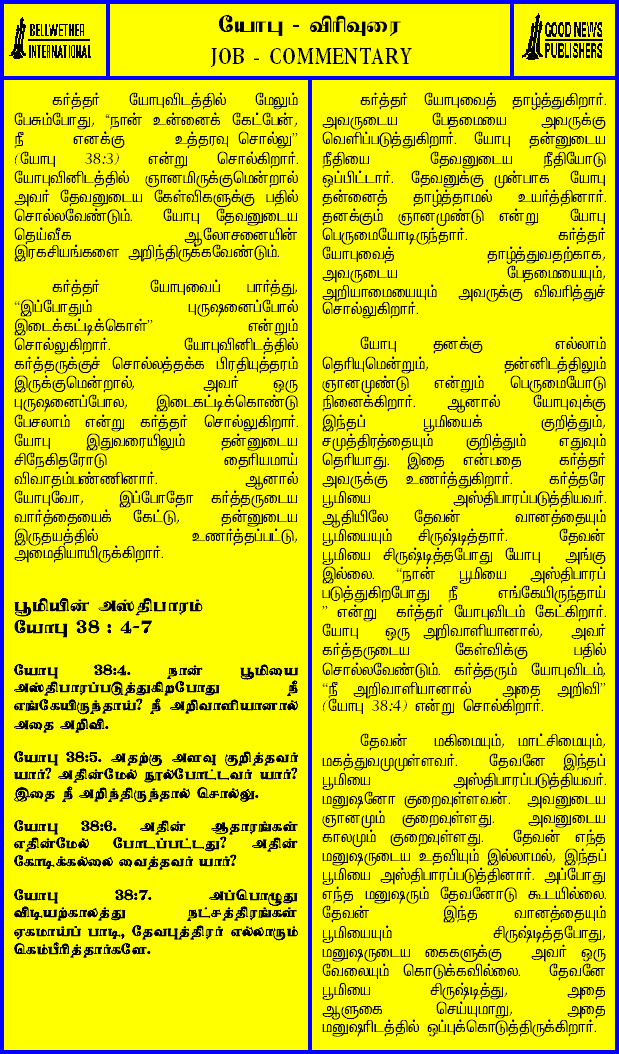 BELLWETHER
INTERNATIONAL
யோபு - விரிவுரை
JOB - COMMENTARY
GOOD NEWS
PUBLISHERS
கர்த்தர் யோபுவிடத்தில் மேலும்
பேசும்போது, “நான் உன்னைக் கேட்பேன்,
நீ எனக்கு உத்தரவு சொல்லு”
(யோபு 38:3) என்று சொல்கிறார்.
யோபுவினிடத்தில் ஞானமிருக்குமென்றால்
அவர் தேவனுடைய கேள்விகளுக்கு பதில்
சொல்லவேண்டும். யோபு தேவனுடைய
தெய்வீக ஆலோசனையின்
இரகசியங்களை அறிந்திருக்கவேண்டும்.
கர்த்தர் யோபுவைப் பார்த்து,
“இப்போதும் புருஷனைப்போல்
இடைக்கட்டிக்கொள்” என்றும்
சொல்லுகிறார். யோபுவினிடத்தில்
கர்த்தருக்குச் சொல்லத்தக்க பிரதியுத்தரம்
இருக்குமென்றால், அவர் ஒரு
புருஷனைப்போல, இடைகட்டிக்கொண்டு
பேசலாம் என்று கர்த்தர் சொல்லுகிறார்.
யோபு இதுவரையிலும் தன்னுடைய
சிநேகிதரோடு தைரியமாய்
விவாதம்பண்ணினார். ஆனால்
யோபுவோ, இப்போதோ கர்த்தருடைய
வார்த்தையைக் கேட்டு, தன்னுடைய
இருதயத்தில் உணர்த்தப்பட்டு,
அமைதியாயிருக்கிறார்.
பூமியின் அஸ்திபாரம்
யோபு 38 : 4-7
யோபு 38:4. நான் பூமியை
அஸ்திபாரப்படுத்துகிறபோது நீ
எங்கேயிருந்தாய்? நீ அறிவாளியானால்
அதை அறிவி.
யோபு 38:5. அதற்கு அளவு குறித்தவர்
யார்? அதின்மேல் நூல்போட்டவர் யார்?
இதை நீ அறிந்திருந்தால் சொல்லு.
யோபு 38:6. அதின் ஆதாரங்கள்
எதின்மேல் போடப்பட்டது? அதின்
கோடிக்கல்லை வைத்தவர் யார்?
யோபு 38:7. அப்பொழுது
விடியற்காலத்து நட்சத்திரங்கள்
ஏகமாய்ப் பாடி, தேவபுத்திரர் எல்லாரும்
கெம்பீரித்தார்களே.
கர்த்தர் யோபுவைத் தாழ்த்துகிறார்.
அவருடைய பேதமையை அவருக்கு
வெளிப்படுத்துகிறார். யோபு தன்னுடைய
நீதியை தேவனுடைய நீதியோடு
ஒப்பிட்டார். தேவனுக்கு முன்பாக யோபு
தன்னைத் தாழ்த்தாமல் உயர்த்தினார்.
தனக்கும் ஞானமுண்டு என்று யோபு
பெருமையோடிருந்தார். கர்த்தர்
யோபுவைத் தாழ்த்துவதற்காக,
அவருடைய பேதமையையும்,
அறியாமையையும் அவருக்கு விவரித்துச்
சொல்லுகிறார்.
யோபு தனக்கு எல்லாம்
தெரியுமென்றும், தன்னிடத்திலும்
ஞானமுண்டு என்றும் பெருமையோடு
நினைக்கிறார். ஆனால் யோபுவுக்கு
இந்தப் பூமியைக் குறித்தும்,
சமுத்திரத்தையும் குறித்தும் எதுவும்
தெரியாது. இதை என்பதை கர்த்தர்
அவருக்கு உணர்த்துகிறார். கர்த்தரே
பூமியை அஸ்திபாரப்படுத்தியவர்.
ஆதியிலே தேவன் வானத்தையும்
பூமியையும் சிருஷ்டித்தார். தேவன்
பூமியை சிருஷ்டித்தபோது யோபு அங்கு
இல்லை. “நான் பூமியை அஸ்திபாரப்
படுத்துகிறபோது நீ எங்கேயிருந்தாய்
” என்று கர்த்தர் யோபுவிடம் கேட்கிறார்.
யோபு ஒரு அறிவாளியானால், அவர்
கர்த்தருடைய கேள்விக்கு பதில்
சொல்லவேண்டும். கர்த்தரும் யோபுவிடம்,
“நீ அறிவாளியானால் அதை அறிவி”
(யோபு 38:4) என்று சொல்கிறார்.
தேவன் மகிமையும், மாட்சிமையும்,
மகத்துவமுமுள்ளவர். தேவனே இந்தப்
பூமியை அஸ்திபாரப்படுத்தியவர்.
மனுஷனோ குறைவுள்ளவன். அவனுடைய
ஞானமும் குறைவுள்ளது. அவனுடைய
காலமும் குறைவுள்ளது. தேவன் எந்த
மனுஷருடைய உதவியும் இல்லாமல், இந்தப்
பூமியை அஸ்திபாரப்படுத்தினார். அப்போது
எந்த மனுஷரும் தேவனோடு கூடயில்லை.
தேவன் இந்த வானத்தையும்
பூமியையும் சிருஷ்டித்தபோது,
மனுஷருடைய கைகளுக்கு அவர் ஒரு
வேலையும் கொடுக்கவில்லை. தேவனே
பூமியை சிருஷ்டித்து, அதை
ஆளுகை செய்யுமாறு, அதை
மனுஷரிடத்தில் ஒப்புக்கொடுத்திருக்கிறார்.